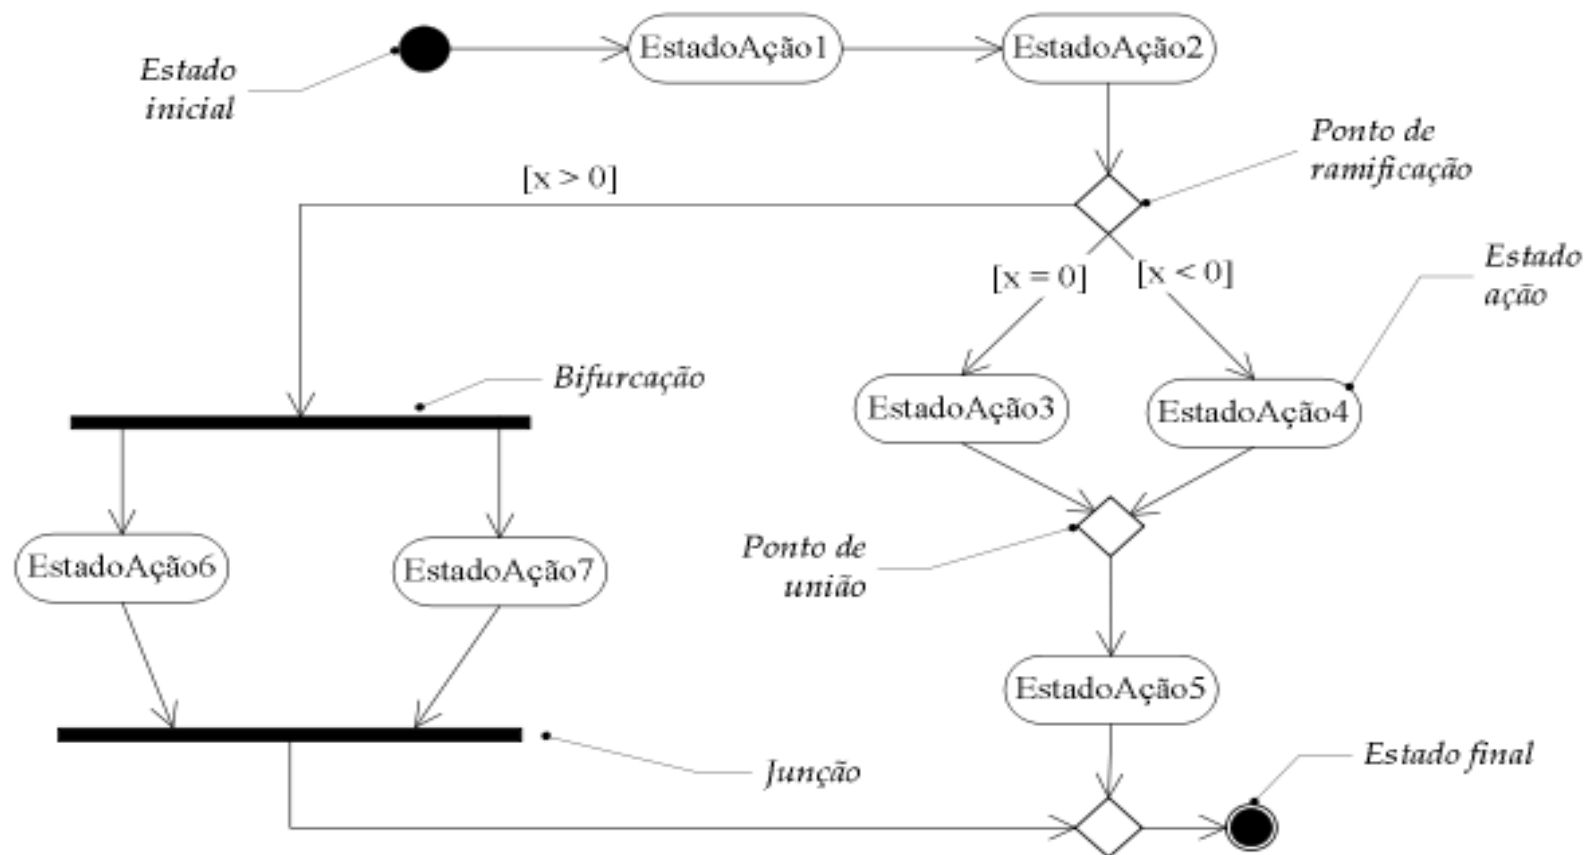 EstadoAção1
EstadoAção2
Estado
inicial
Ponto de
ramificação
[x > 0]
[x = 0]
[x < 0]
Estado
ação
Bifurcação
EstadoAção3
EstadoAção4
Ponto de
união
EstadoAção6
EstadoAção7
EstadoAção5
Junção
Estado final